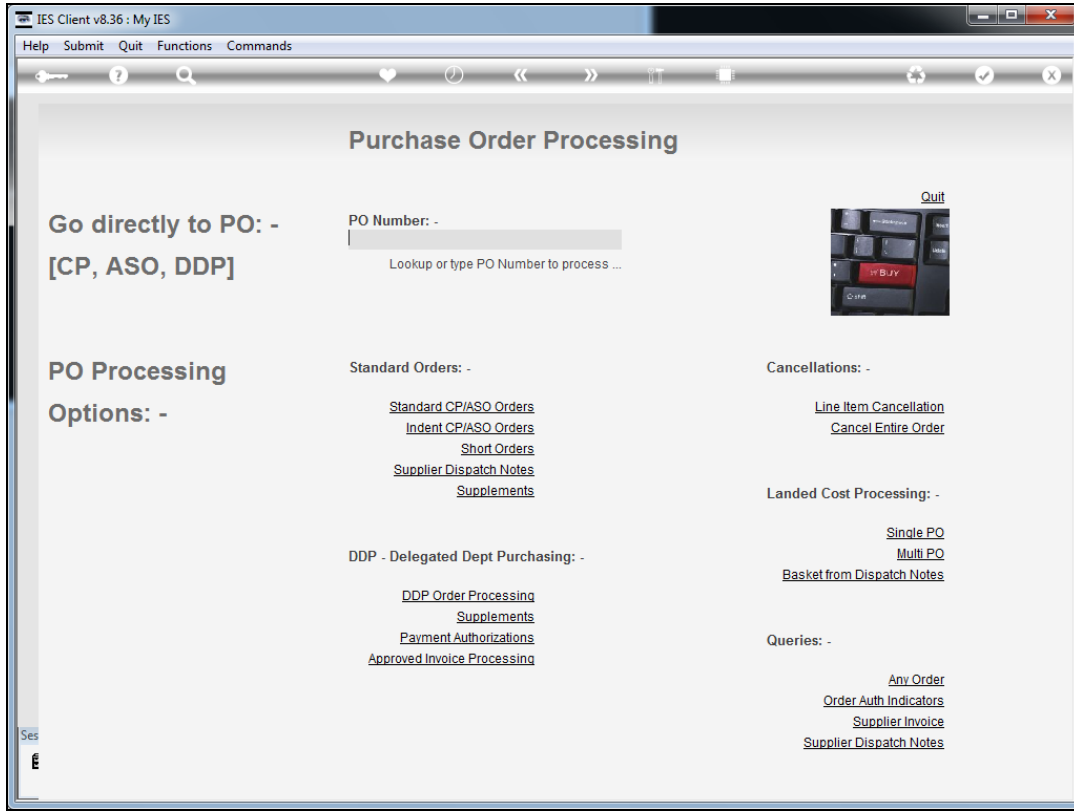 IES Client v8.36 : My IES
Help Submit Quit Functions Commands
Purchase Order Processing
Quit
Go directly to PO: -
[CP, ASO, DDP]
PO Number: -
Lookup or type PO Number to process ...
BUY
PO Processing
Options: -
Standard Orders: -
Standard CP/ASO Orders
Indent CP/ASO Orders
Short Orders
Supplier Dispatch Notes
Supplements
DDP - Delegated Dept Purchasing: -
DDP Order Processing
Supplements
Payment Authorizations
Approved Invoice Processing
Cancellations: -
Line Item Cancellation
Cancel Entire Order
Landed Cost Processing: -
Single PO
Multi PO
Basket from Dispatch Notes
Queries: -
Any Order
Order Auth Indicators
Supplier Invoice
Supplier Dispatch Notes
Ses